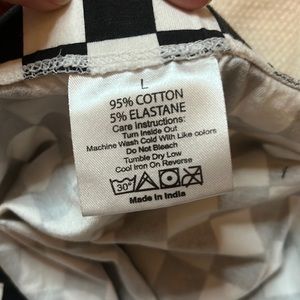 L
95% COTTON
5% ELASTANE
Care Instructions:
Turn Inside Out
Machine Wash Cold With Like colors
Do Not Bleach
Tumble Dry Low
Cool Iron On Reverse
30°
Made in India